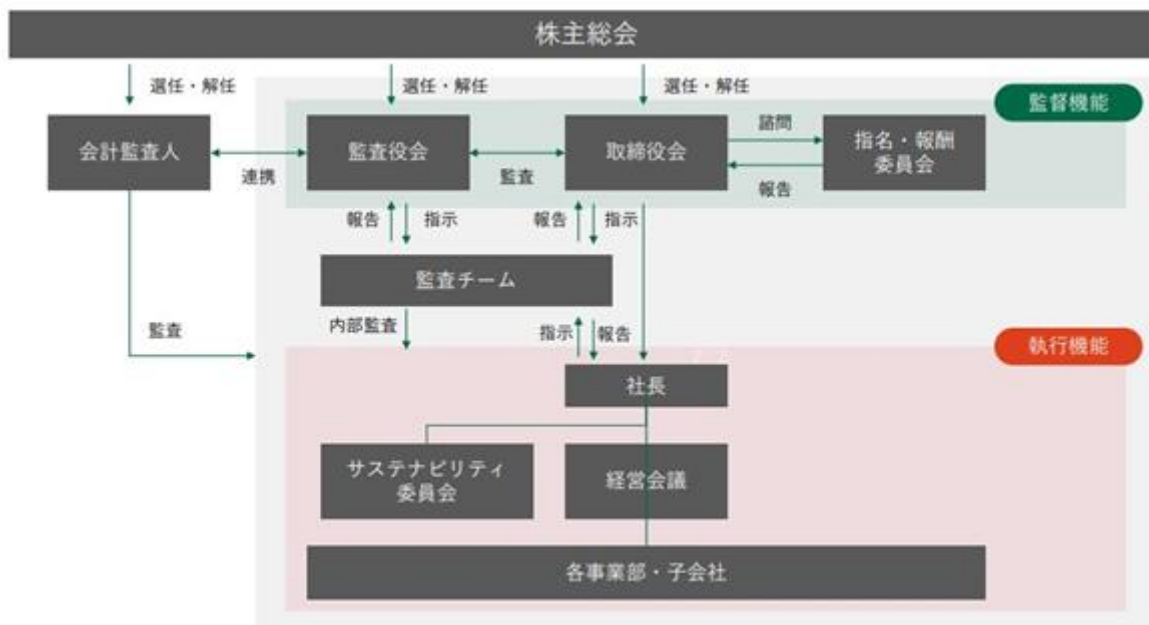 株主総会
選任・解任
選任・解任
選任・解任
監督機能
会計監査人
監査役会
取締役会
諮問
指名・報酬
委員会
連携
監査
報告
報告
指示
報告
指示
監査チーム
監査
内部監査
指示
報告
執行機能
社長
サステナビリティ
委員会
経営会議
各事業部・子会社